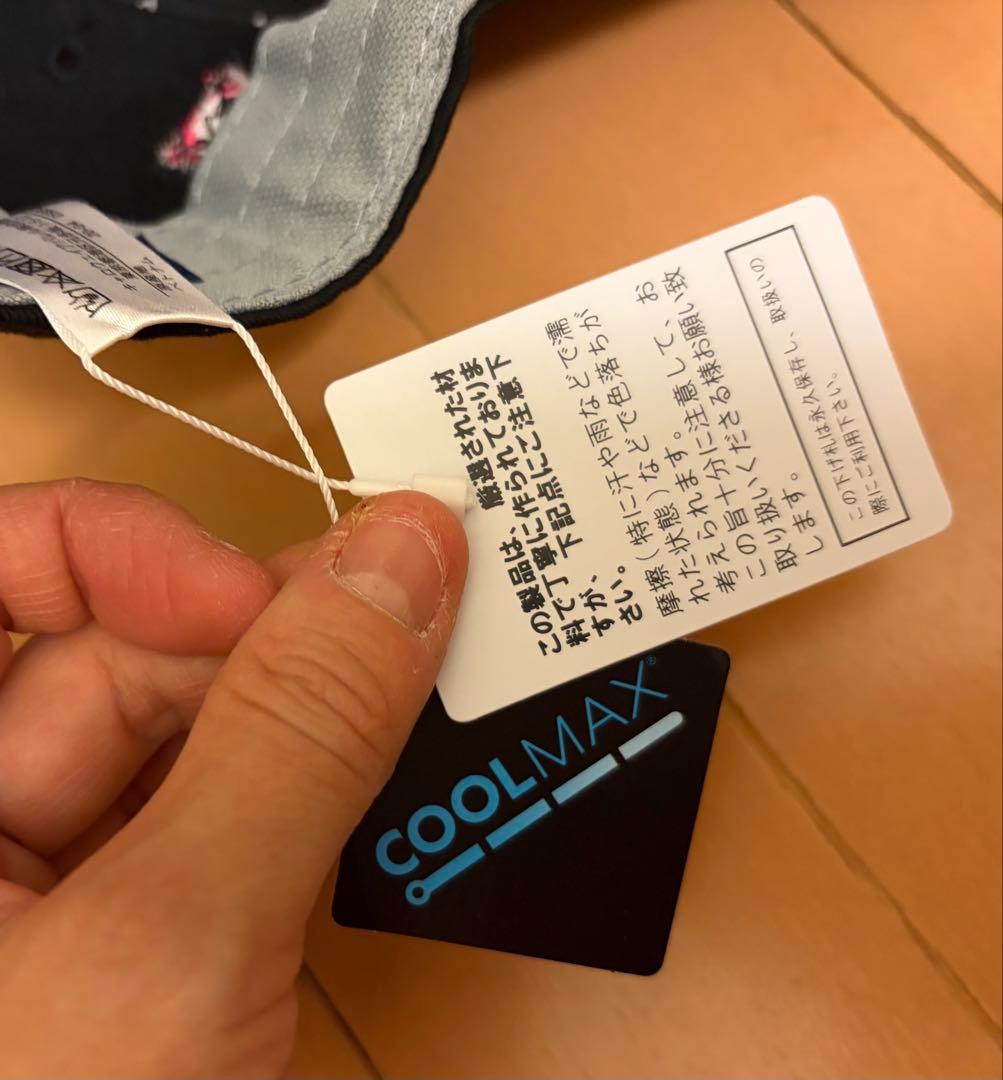 この製品は、厳選された材
料で丁寧に作られておりま
すが、下記点にご注意下
さい。
摩擦(特に汗や雨などで濡
れた状態)などで色落ちが
考えられます。
この旨十分に注意して、お
取り扱いくださる様お願い致
します。
この下げ札は永久保存し、取扱いの
際にご利用下さい。
COOLMAX®